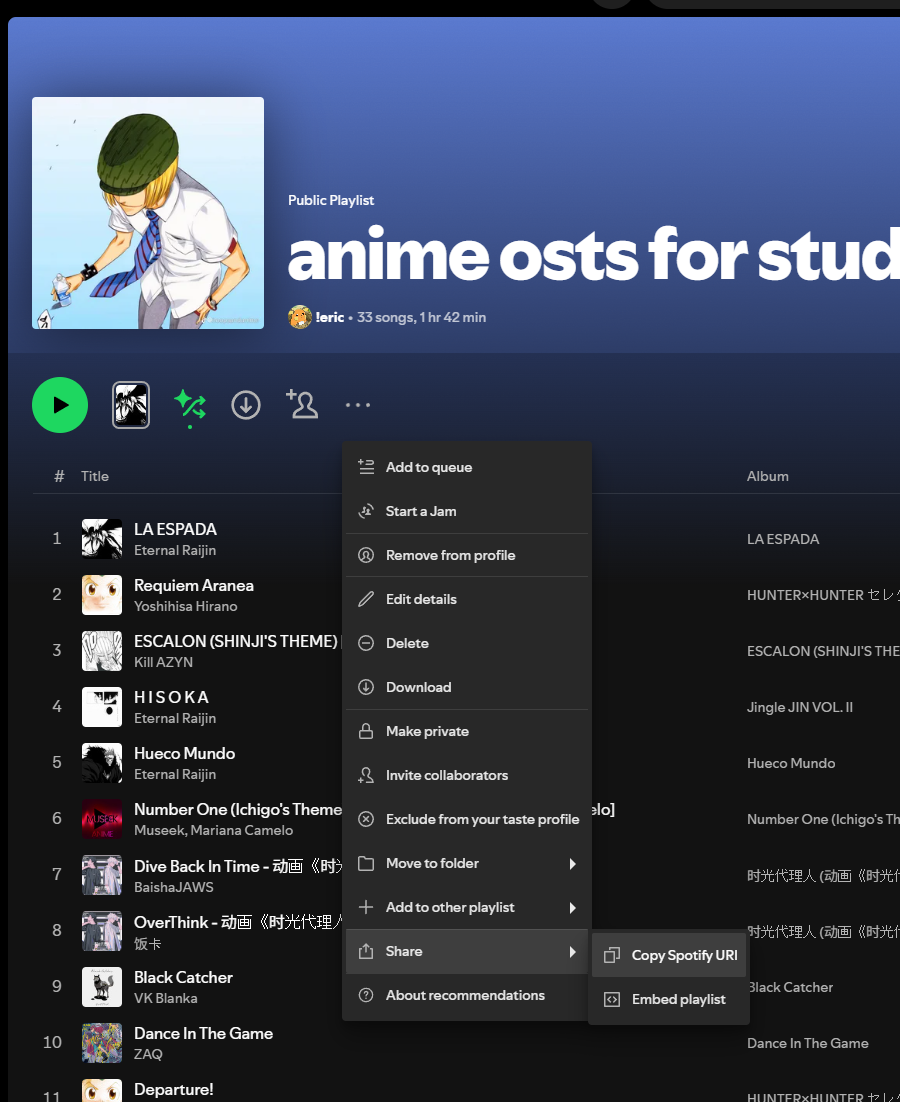 Public Playlist
anime osts for stud
!eric • 33 songs, 1 hr 42 min
# Title Album
Add to queue
Start a Jam
Remove from profile
Edit details
Delete
Download
Make private
Invite collaborators
Exclude from your taste profile
Move to folder
Add to other playlist
Share
About recommendations
Copy Spotify URI
Embed playlist
1 LA ESPADA LA ESPADA
Eternal Raijin
2 Requiem Aranea HUNTER×HUNTER セレク
Yoshihisa Hirano
3 ESCALON (SHINJI'S THEME) ESCALON (SHINJI'S THE
Kill AZYN
4 H I S O K A Jingle JIN VOL. II
Eternal Raijin
5 Hueco Mundo Hueco Mundo
Eternal Raijin
6 Number One (Ichigo's Theme elo] Number One (Ichigo's Th
Museek, Mariana Camelo
7 Dive Back In Time - 动画《时光 时光代理人 (动画《时光代
BaishaJAWS
8 OverThink - 动画《时光代理人 时光代理人 (动画《时光代
饭卡
9 Black Catcher Black Catcher
VK Blanka
10 Dance In The Game Dance In The Game
ZAQ
11 Departure! HUNTER×HUNTER セレク